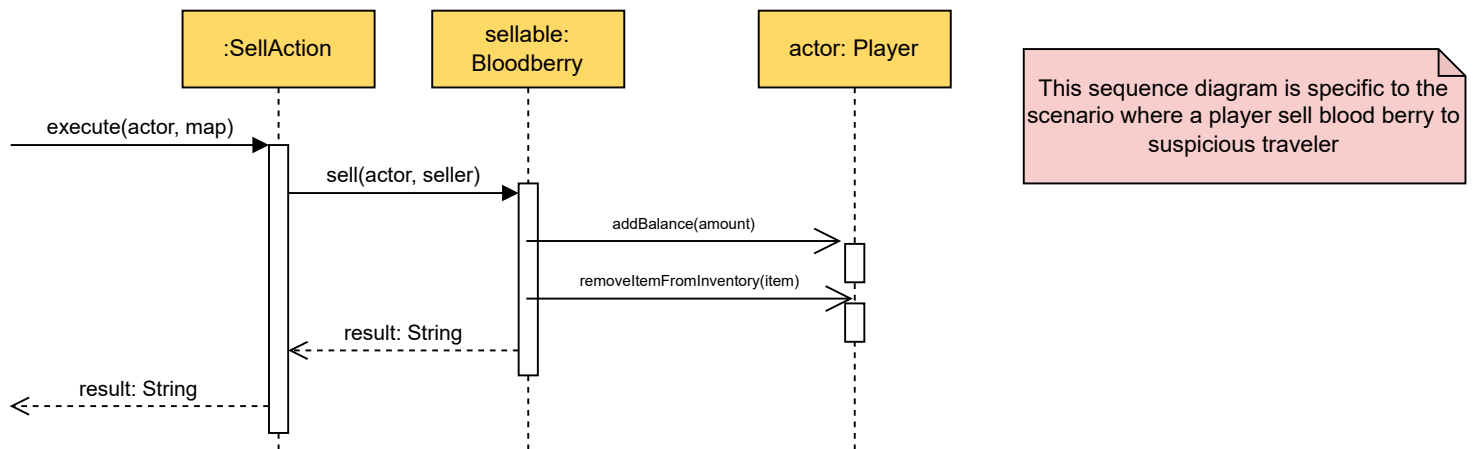 :SellAction
sellable:
Bloodberry
actor: Player
This sequence diagram is specific to the
scenario where a player sell blood berry to
suspicious traveler
execute(actor, map)
sell(actor, seller)
addBalance(amount)
removeItemFromInventory(item)
result: String
result: String